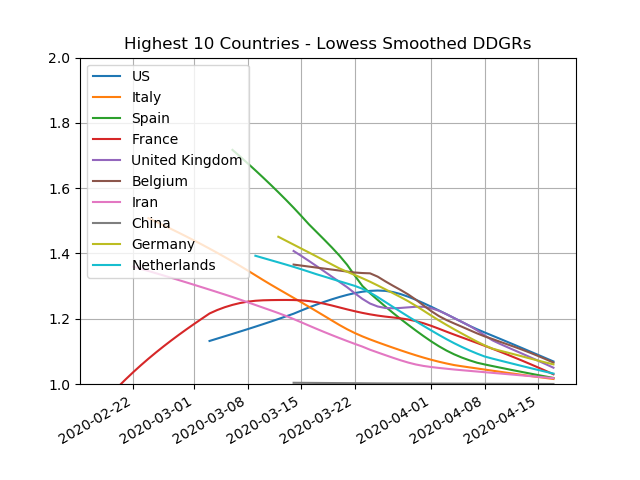 Highest 10 Countries - Lowess Smoothed DDGRs
2.0
1.8
1.6
1.4
1.2
1.0
US
Italy
Spain
France
United Kingdom
Belgium
Iran
China
Germany
Netherlands
2020-02-22
2020-03-01
2020-03-08
2020-03-15
2020-03-22
2020-04-01
2020-04-08
2020-04-15